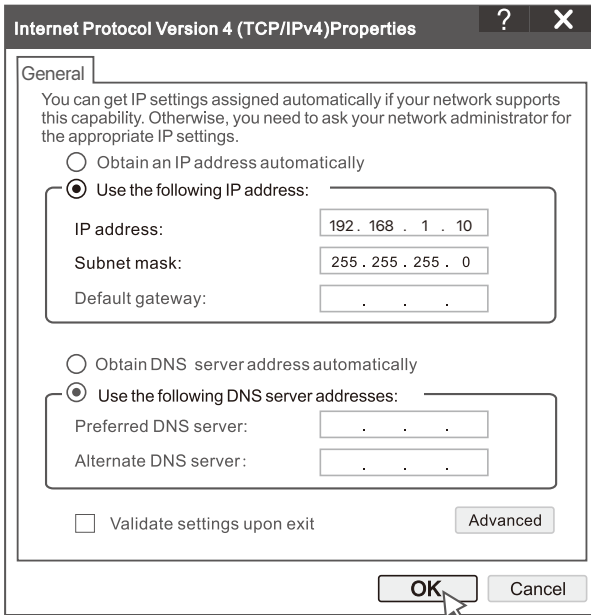 Internet Protocol Version 4 (TCP/IPv4)Properties ? X
General
You can get IP settings assigned automatically if your network supports
this capability. Otherwise, you need to ask your network administrator for
the appropriate IP settings.
Obtain an IP address automatically
Use the following IP address:
IP address: 192. 168 . 1 . 10
Subnet mask: 255 . 255 . 255 . 0
Default gateway: . . .
Obtain DNS server address automatically
Use the following DNS server addresses:
Preferred DNS server: . . .
Alternate DNS server: . . .
Validate settings upon exit Advanced
OK Cancel